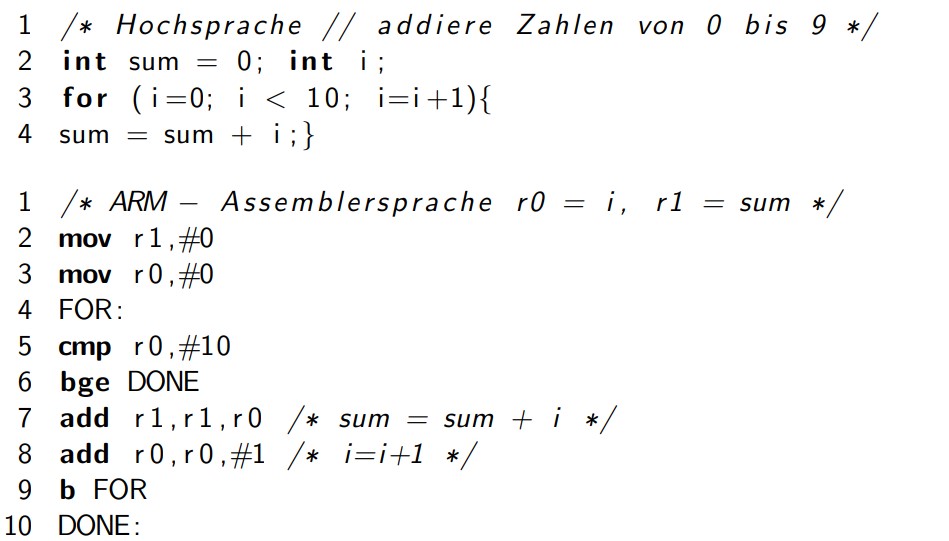 1 /* Hochsprache // addiere Zahlen von 0 bis 9 */
2 int sum = 0; int i;
3 for (i=0; i < 10; i=i+1){
4 sum = sum + i;}
1 /* ARM – Assemblersprache r0 = i, r1 = sum */
2 mov r1,#0
3 mov r0,#0
4 FOR:
5 cmp r0,#10
6 bge DONE
7 add r1,r1,r0 /* sum = sum + i */
8 add r0,r0,#1 /* i=i+1 */
9 b FOR
10 DONE: